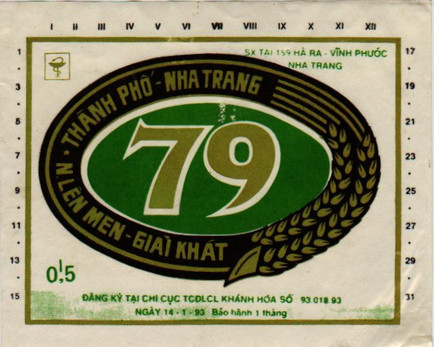 I II III IV V VI VII VIII IX X XI XII
SX TẠI 159 HÀ RA - VĨNH PHƯỚC
NHA TRANG
THÀNH PHỐ - NHA TRANG
79
N LÊN MEN - GIẢI KHÁT
0,5l
ĐĂNG KÝ TẠI CHI CỤC TCĐLCL KHÁNH HÒA SỐ 93.018.93
NGÀY 14-1-93 Bảo hành 1 tháng
1
3
5
7
9
11
13
15
17
19
21
23
25
27
29
31